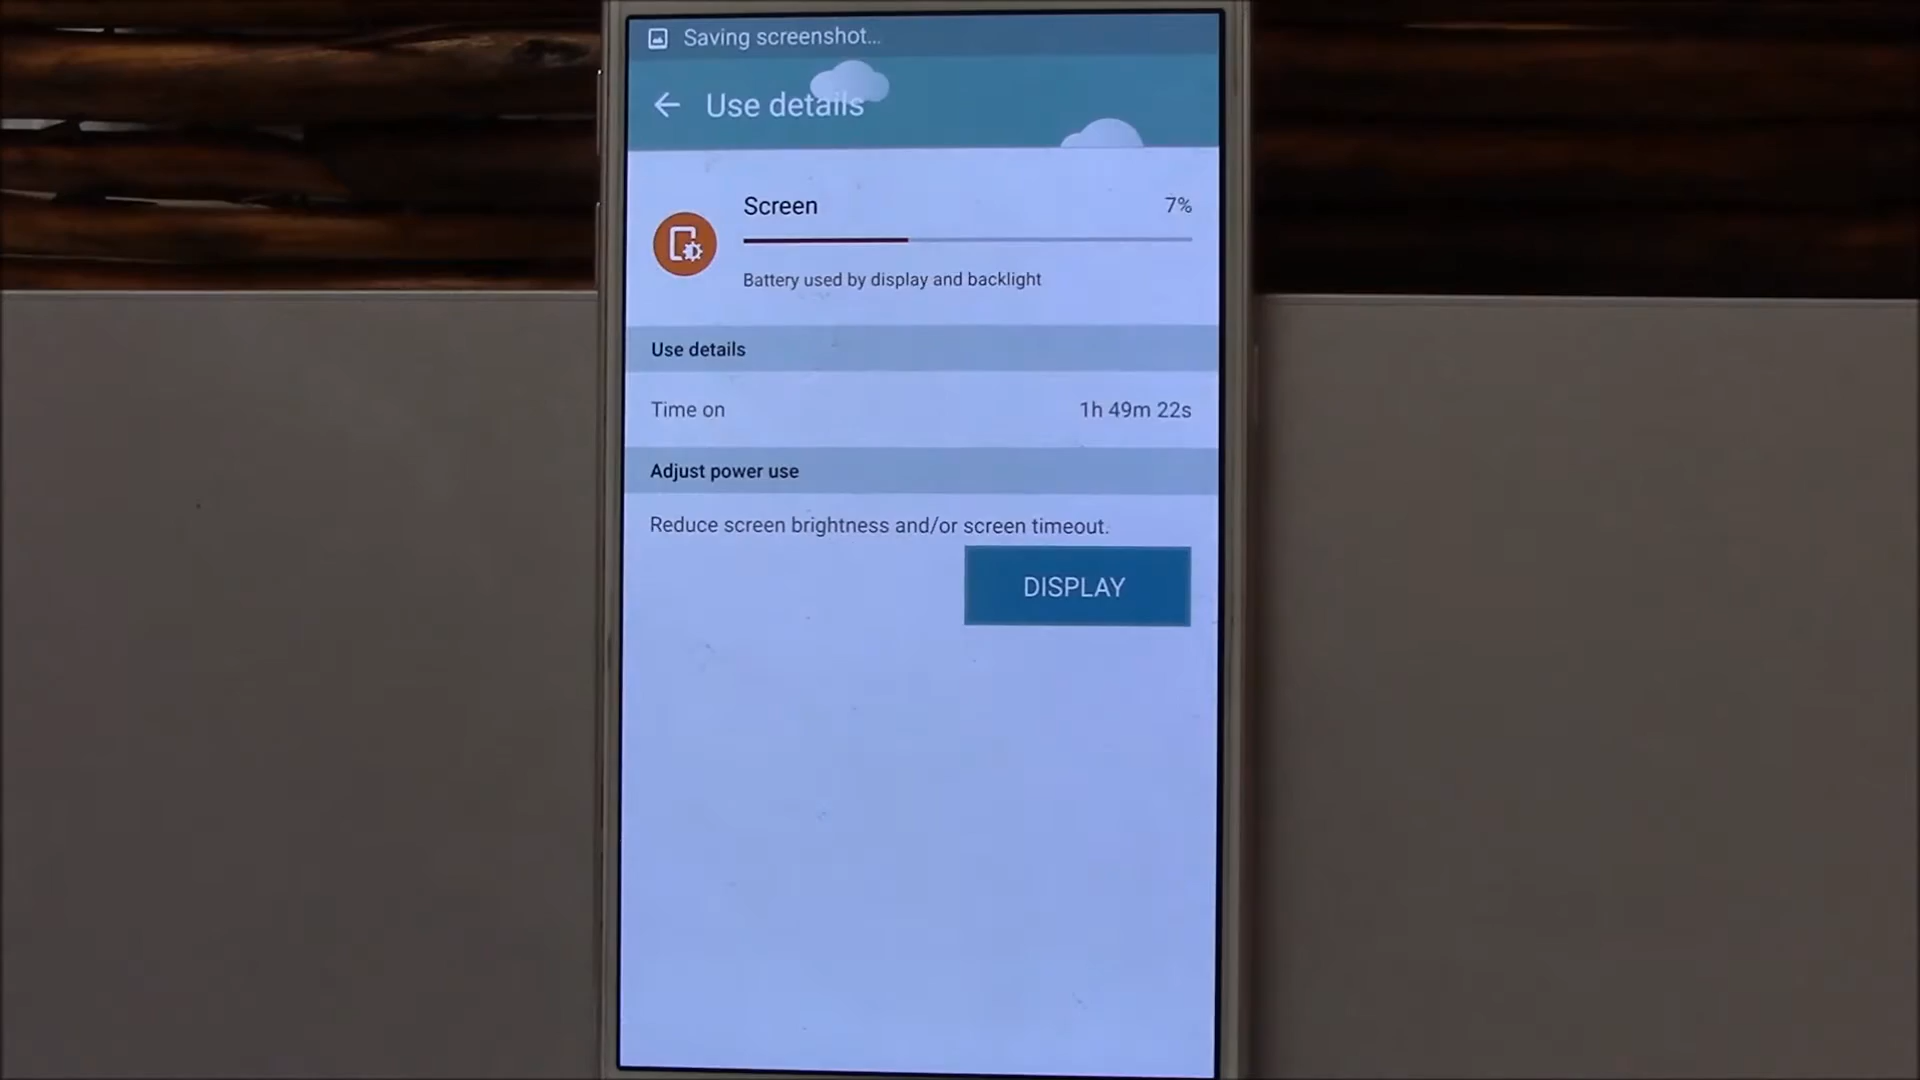 Saving screenshot...
Use details
Screen 7%
Battery used by display and backlight
Use details
Time on 1h 49m 22s
Adjust power use
Reduce screen brightness and/or screen timeout.
DISPLAY